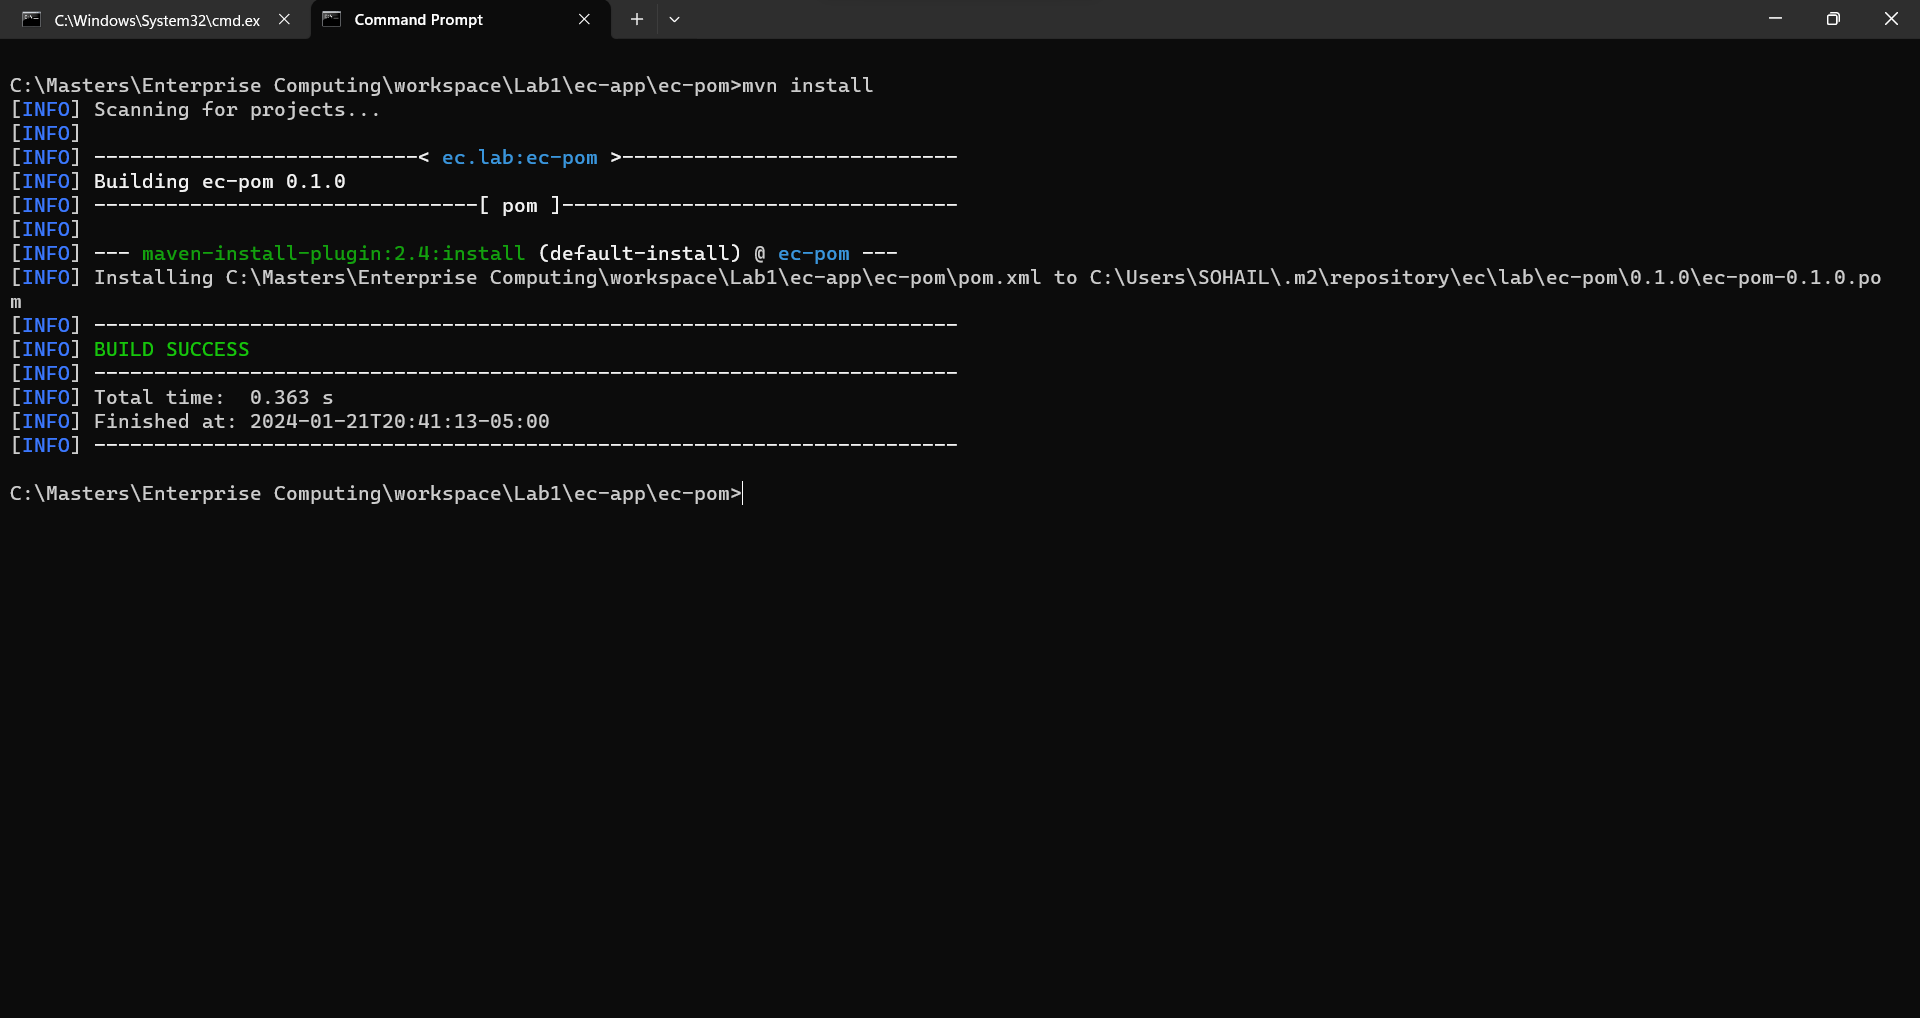 C:\Windows\System32\cmd.ex
Command Prompt
C:\Masters\Enterprise Computing\workspace\Lab1\ec-app\ec-pom>mvn install
[INFO] Scanning for projects...
[INFO]
[INFO] ---------------------------< ec.lab:ec-pom >----------------------------
[INFO] Building ec-pom 0.1.0
[INFO] --------------------------------[ pom ]---------------------------------
[INFO]
[INFO] --- maven-install-plugin:2.4:install (default-install) @ ec-pom ---
[INFO] Installing C:\Masters\Enterprise Computing\workspace\Lab1\ec-app\ec-pom\pom.xml to C:\Users\SOHAIL\.m2\repository\ec\lab\ec-pom\0.1.0\ec-pom-0.1.0.po
m
[INFO] ------------------------------------------------------------------------
[INFO] BUILD SUCCESS
[INFO] ------------------------------------------------------------------------
[INFO] Total time:  0.363 s
[INFO] Finished at: 2024-01-21T20:41:13-05:00
[INFO] ------------------------------------------------------------------------
C:\Masters\Enterprise Computing\workspace\Lab1\ec-app\ec-pom>